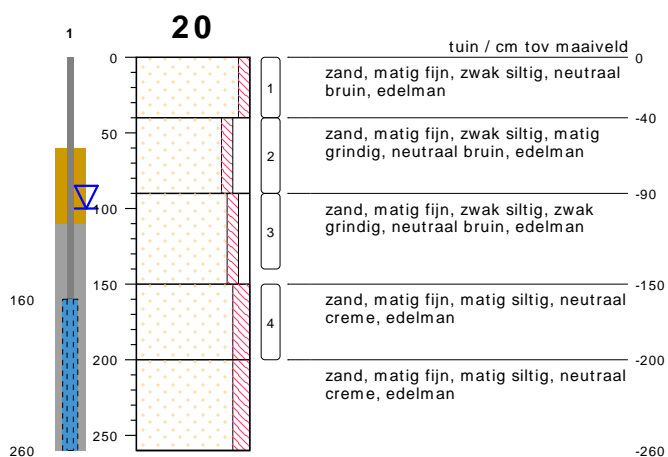 20
1
tuin / cm tov maaiveld
0
0
zand, matig fijn, zwak siltig, neutraal
bruin, edelman
1
-40
50
zand, matig fijn, zwak siltig, matig
grindig, neutraal bruin, edelman
2
-90
100
zand, matig fijn, zwak siltig, zwak
grindig, neutraal bruin, edelman
3
150
-150
160
zand, matig fijn, matig siltig, neutraal
creme, edelman
4
200
-200
zand, matig fijn, matig siltig, neutraal
creme, edelman
250
260
-260